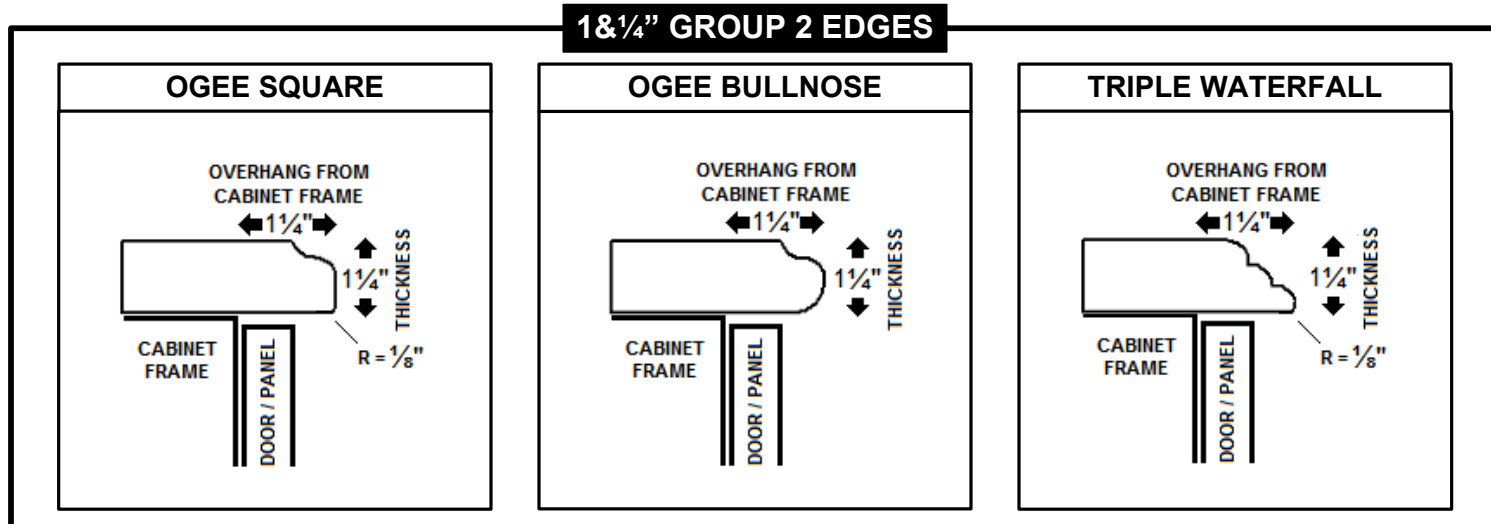 1&¼” GROUP 2 EDGES
OGEE SQUARE
OVERHANG FROM
CABINET FRAME
1¼"
1¼"
THICKNESS
CABINET
FRAME
DOOR / PANEL
R = ⅛"
OGEE BULLNOSE
OVERHANG FROM
CABINET FRAME
1¼"
1¼"
THICKNESS
CABINET
FRAME
DOOR / PANEL
TRIPLE WATERFALL
OVERHANG FROM
CABINET FRAME
1¼"
1¼"
THICKNESS
CABINET
FRAME
DOOR / PANEL
R = ⅛"